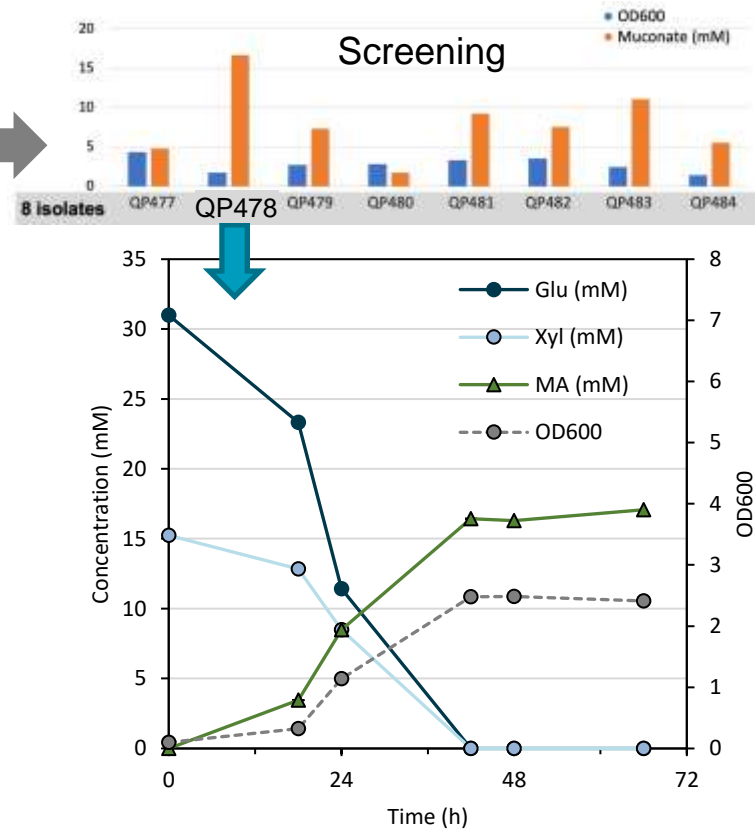 Screening
OD600
Muconate (mM)
20
15
10
5
0
8 isolates QP477 QP478 QP479 QP480 QP481 QP482 QP483 QP484
35
30
25
20
15
10
5
0
Concentration (mM)
Glu (mM)
Xyl (mM)
MA (mM)
OD600
8
7
6
5
4
3
2
1
0
OD600
0 24 48 72
Time (h)